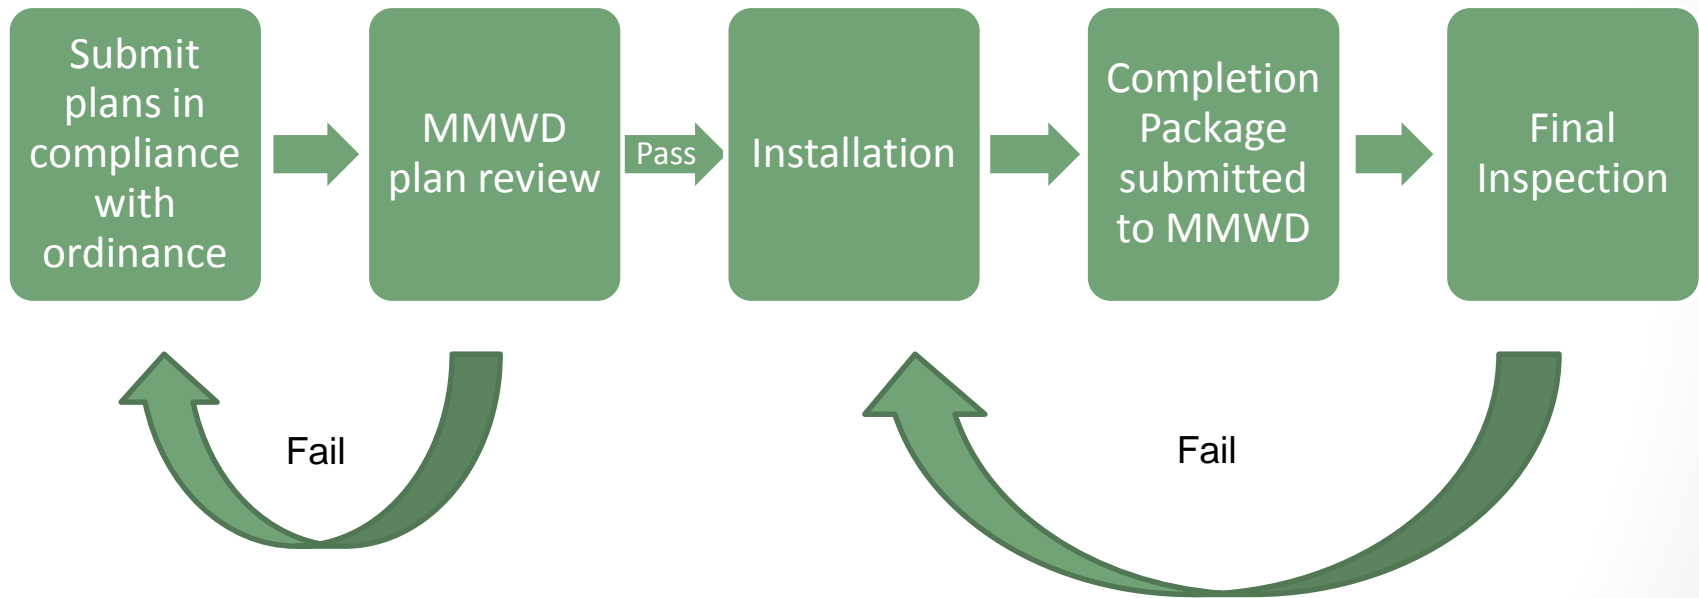 Submit
plans in
compliance
with
ordinance
MMWD
plan review
Pass
Installation
Completion
Package
submitted
to MMWD
Final
Inspection
Fail
Fail